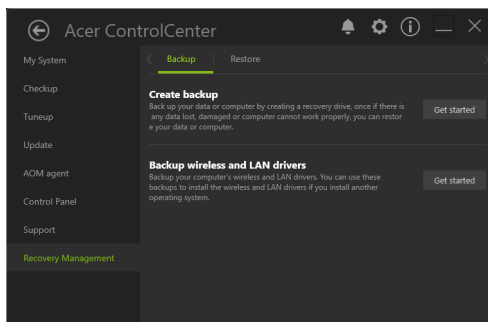 Acer ControlCenter
My System
Checkup
Tuneup
Update
AOM agent
Control Panel
Support
Recovery Management
Backup
Restore
Create backup
Back up your data or computer by creating a recovery drive, once if there is
any data lost, damaged or computer cannot work properly, you can restor
e your data or computer.
Get started
Backup wireless and LAN drivers
Backup your computer's wireless and LAN drivers. You can use these
backups to install the wireless and LAN drivers if you install another
operating system.
Get started